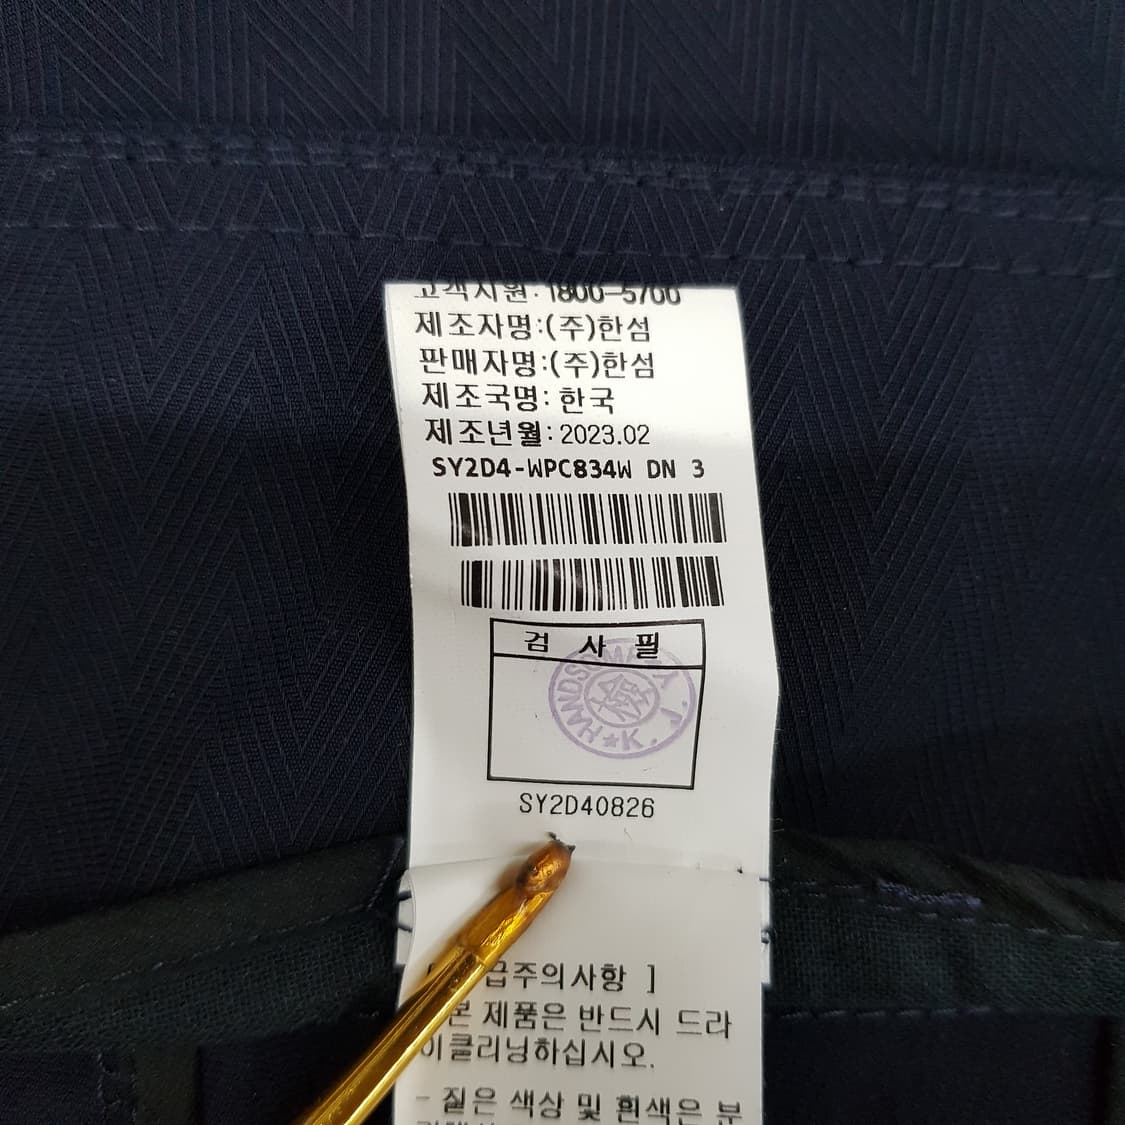 고객지원:1800-5700
제조자명:(주)한섬
판매자명:(주)한섬
제조국명: 한국
제조년월:2023.02
SY2D4-WPC834W DN 3
검 사 필
HANDSOME
檢
K.J.Y
SY2D40826
급주의사항 ]
본 제품은 반드시 드라
이클리닝하십시오.
- 짙은 색상 및 흰색은 분